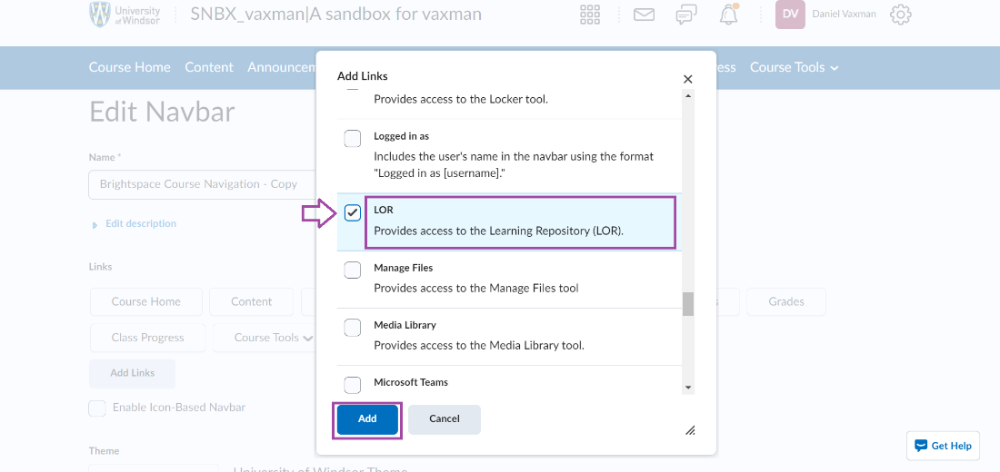 University
of Windsor
SNBX_vaxman|A sandbox for vaxman
DV
Daniel Vaxman
Course Home
Content
Course Tools
Edit Navbar
Name *
Brightspace Course Navigation - Copy
Edit description
Links
Course Home
Content
Grades
Class Progress
Course Tools
Add Links
Enable Icon-Based Navbar
Theme
University of Windsor Theme
Add Links
Provides access to the Locker tool.
Logged in as
Includes the user's name in the navbar using the format
"Logged in as [username]."
LOR
Provides access to the Learning Repository (LOR).
Manage Files
Provides access to the Manage Files tool
Media Library
Provides access to the Media Library tool.
Microsoft Teams
Add
Cancel
Get Help